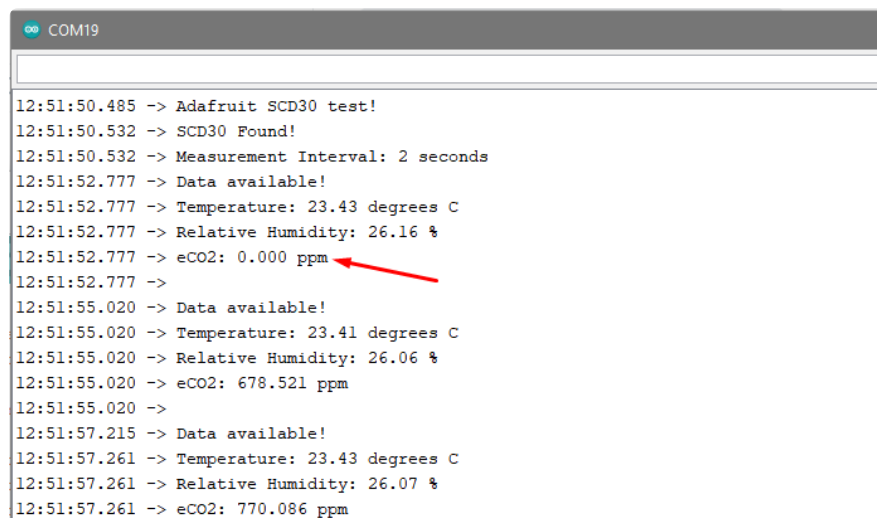 COM19
12:51:50.485 -> Adafruit SCD30 test!
12:51:50.532 -> SCD30 Found!
12:51:50.532 -> Measurement Interval: 2 seconds
12:51:52.777 -> Data available!
12:51:52.777 -> Temperature: 23.43 degrees C
12:51:52.777 -> Relative Humidity: 26.16 %
12:51:52.777 -> eCO2: 0.000 ppm
12:51:52.777 ->
12:51:55.020 -> Data available!
12:51:55.020 -> Temperature: 23.41 degrees C
12:51:55.020 -> Relative Humidity: 26.06 %
12:51:55.020 -> eCO2: 678.521 ppm
12:51:55.020 ->
12:51:57.215 -> Data available!
12:51:57.261 -> Temperature: 23.43 degrees C
12:51:57.261 -> Relative Humidity: 26.07 %
12:51:57.261 -> eCO2: 770.086 ppm